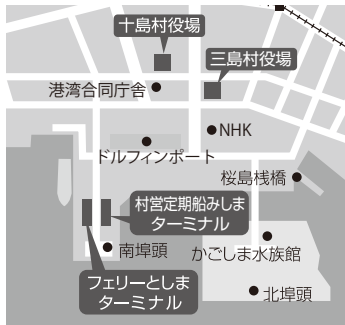 十島村役場
三島村役場
港湾合同庁舎
NHK
ドルフィンポート
桜島桟橋
村営定期船みしま
ターミナル
南埠頭
かごしま水族館
フェリーとしま
ターミナル
北埠頭